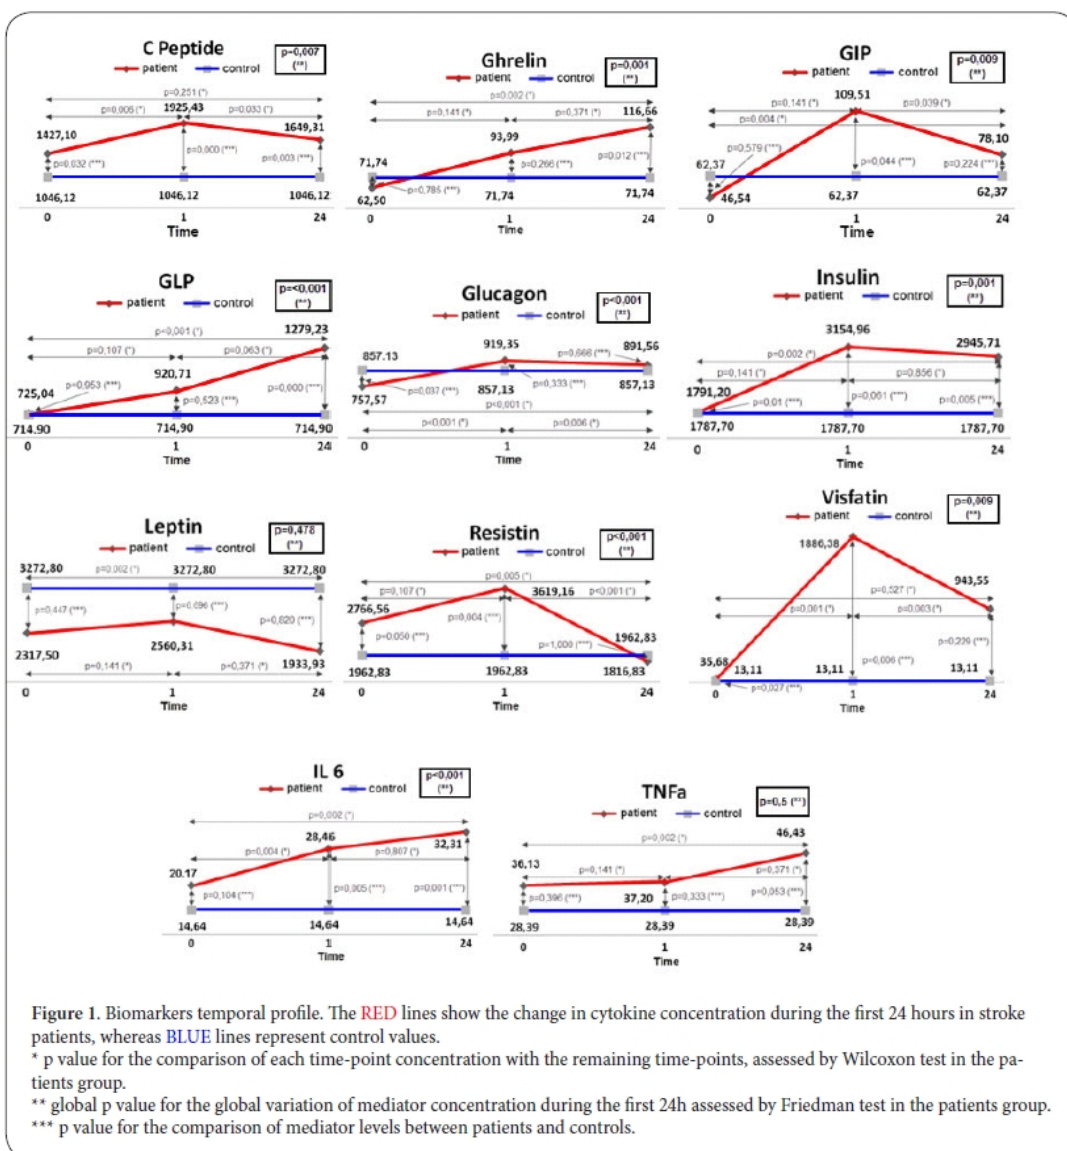 C Peptide
p=0,007
(**)
patient control
p=0,251 (*)
p=0,005 (*) 1925,43 p=0,033 (*)
1427,10 1649,31
p=0,032 (***) p=0,000 (***) p=0,003 (***)
1046,12 1046,12 1046,12
0 1 24
Time
Ghrelin
p=0,001
(**)
patient control
p=0,002 (*)
p=0,141 (*) p=0,371 (*) 116,66
93,99
71,74 p=0,266 (***) p=0,012 (***)
p=0,785 (***)
62,50 71,74 71,74
0 1 24
Time
GIP
p=0,009
(**)
patient control
109,51
p=0,141 (*) p=0,039 (*)
p=0,004 (*)
78,10
p=0,579 (***)
62,37 p=0,044 (***) p=0,224 (***)
46,54 62,37 62,37
0 1 24
Time
GLP
p=<0,001
(**)
patient control
1279,23
p<0,001 (*)
p=0,107 (*) p=0,063 (*)
920,71
725,04 p=0,953 (***) p=0,523 (***) p=0,000 (***)
714.90 714,90 714,90
0 1 24
Time
Glucagon
p<0,001
(**)
patient control
919,35 891,56
857.13 p=0,666 (***)
p=0,037 (***) p=0,333 (***)
757,57 857,13 857,13
p<0,001 (*)
p<0,001 (*) p=0,006 (*)
0 1 24
Time
Insulin
p=0,001
(**)
patient control
3154,96
2945,71
p=0,002 (*)
p=0,141 (*) p=0,856 (*)
1791,20 p=0,01 (***) p=0,061 (***) p=0,005 (***)
1787,70 1787,70 1787,70
0 1 24
Time
Leptin
p=0,478
(**)
patient control
3272,80 p=0,002 (*) 3272,80 3272,80
p=0,447 (***) p=0,696 (***) p=0,020 (***)
2317,50 2560,31 1933,93
p=0,141 (*) p=0,371 (*)
0 1 24
Time
Resistin
p<0,001
(**)
patient control
p=0,005 (*)
p=0,107 (*) 3619,16 p<0,001 (*)
2766,56
p=0,050 (***) p=0,004 (***) p=1,000 (***) 1962,83
1962,83 1962,83 1816,83
0 1 24
Time
Visfatin
p=0,009
(**)
patient control
1886,38
943,55
p=0,527 (*)
p=0,001 (*) p=0,003 (*)
p=0,229 (***)
35,68 13,11 13,11 p=0,006 (***) 13,11
0 p=0,027 (***) 1 24
Time
IL 6
p<0,001
(**)
patient control
p=0,002 (*)
28,46 32,31
p=0,004 (*) p=0,807 (*)
20.17
p=0,104 (***) p=0,005 (***) p=0,001 (***)
14,64 14,64 14,64
0 1 24
Time
TNFa
p=0,5 (**)
patient control
p=0,002 (*) 46,43
36,13 p=0,141 (*) p=0,371 (*)
p=0,396 (***) 37,20 p=0,333 (***) p=0,053 (***)
28,39 28,39 28,39
0 1 24
Time
Figure 1. Biomarkers temporal profile. The RED lines show the change in cytokine concentration during the first 24 hours in stroke
patients, whereas BLUE lines represent control values.
* p value for the comparison of each time-point concentration with the remaining time-points, assessed by Wilcoxon test in the pa-
tients group.
** global p value for the global variation of mediator concentration during the first 24h assessed by Friedman test in the patients group.
*** p value for the comparison of mediator levels between patients and controls.